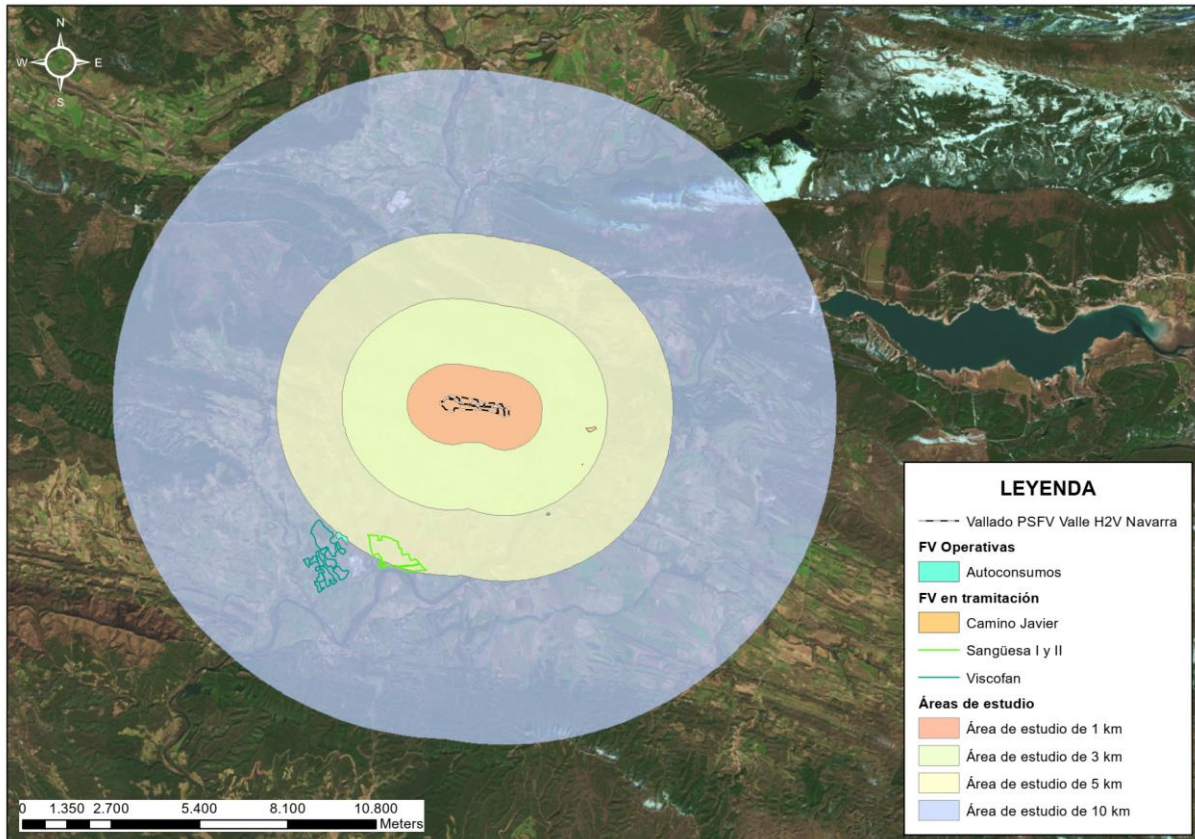 N
W
E
S
LEYENDA
Vallado PSFV Valle H2V Navarra
FV Operativas
Autoconsumos
FV en tramitación
Camino Javier
Sangüesa I y II
Viscofan
Áreas de estudio
Área de estudio de 1 km
Área de estudio de 3 km
Área de estudio de 5 km
Área de estudio de 10 km
0 1.350 2.700 5.400 8.100 10.800
Meters